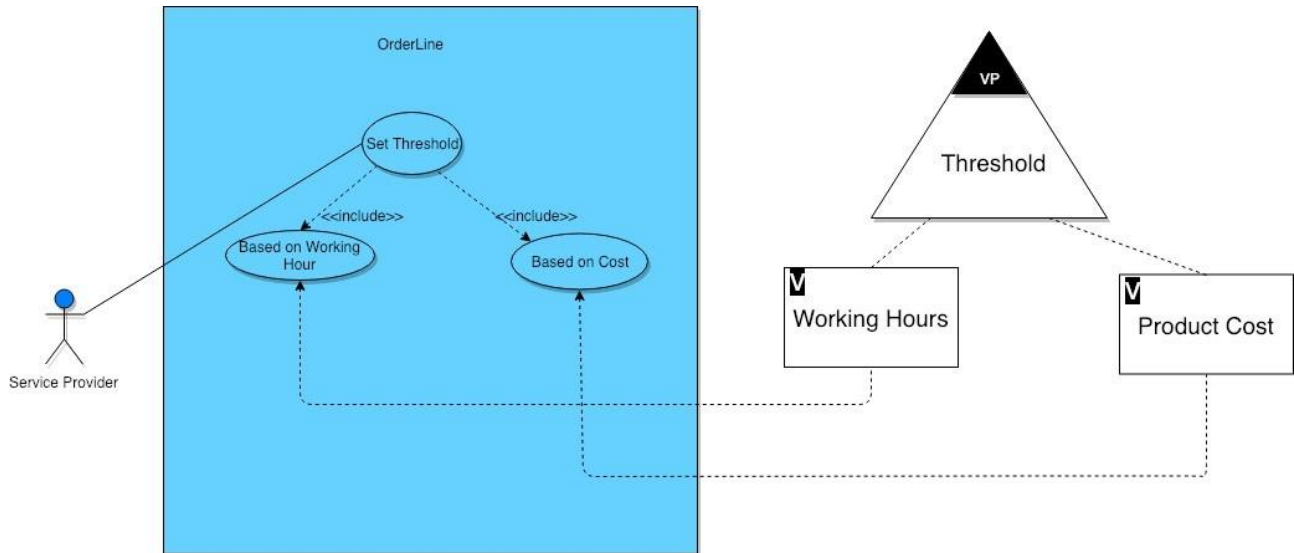 OrderLine
VP
Set Threshold
Threshold
<<include>>
<<include>>
Based on Working
Hour
Based on Cost
V
Working Hours
V
Product Cost
Service Provider